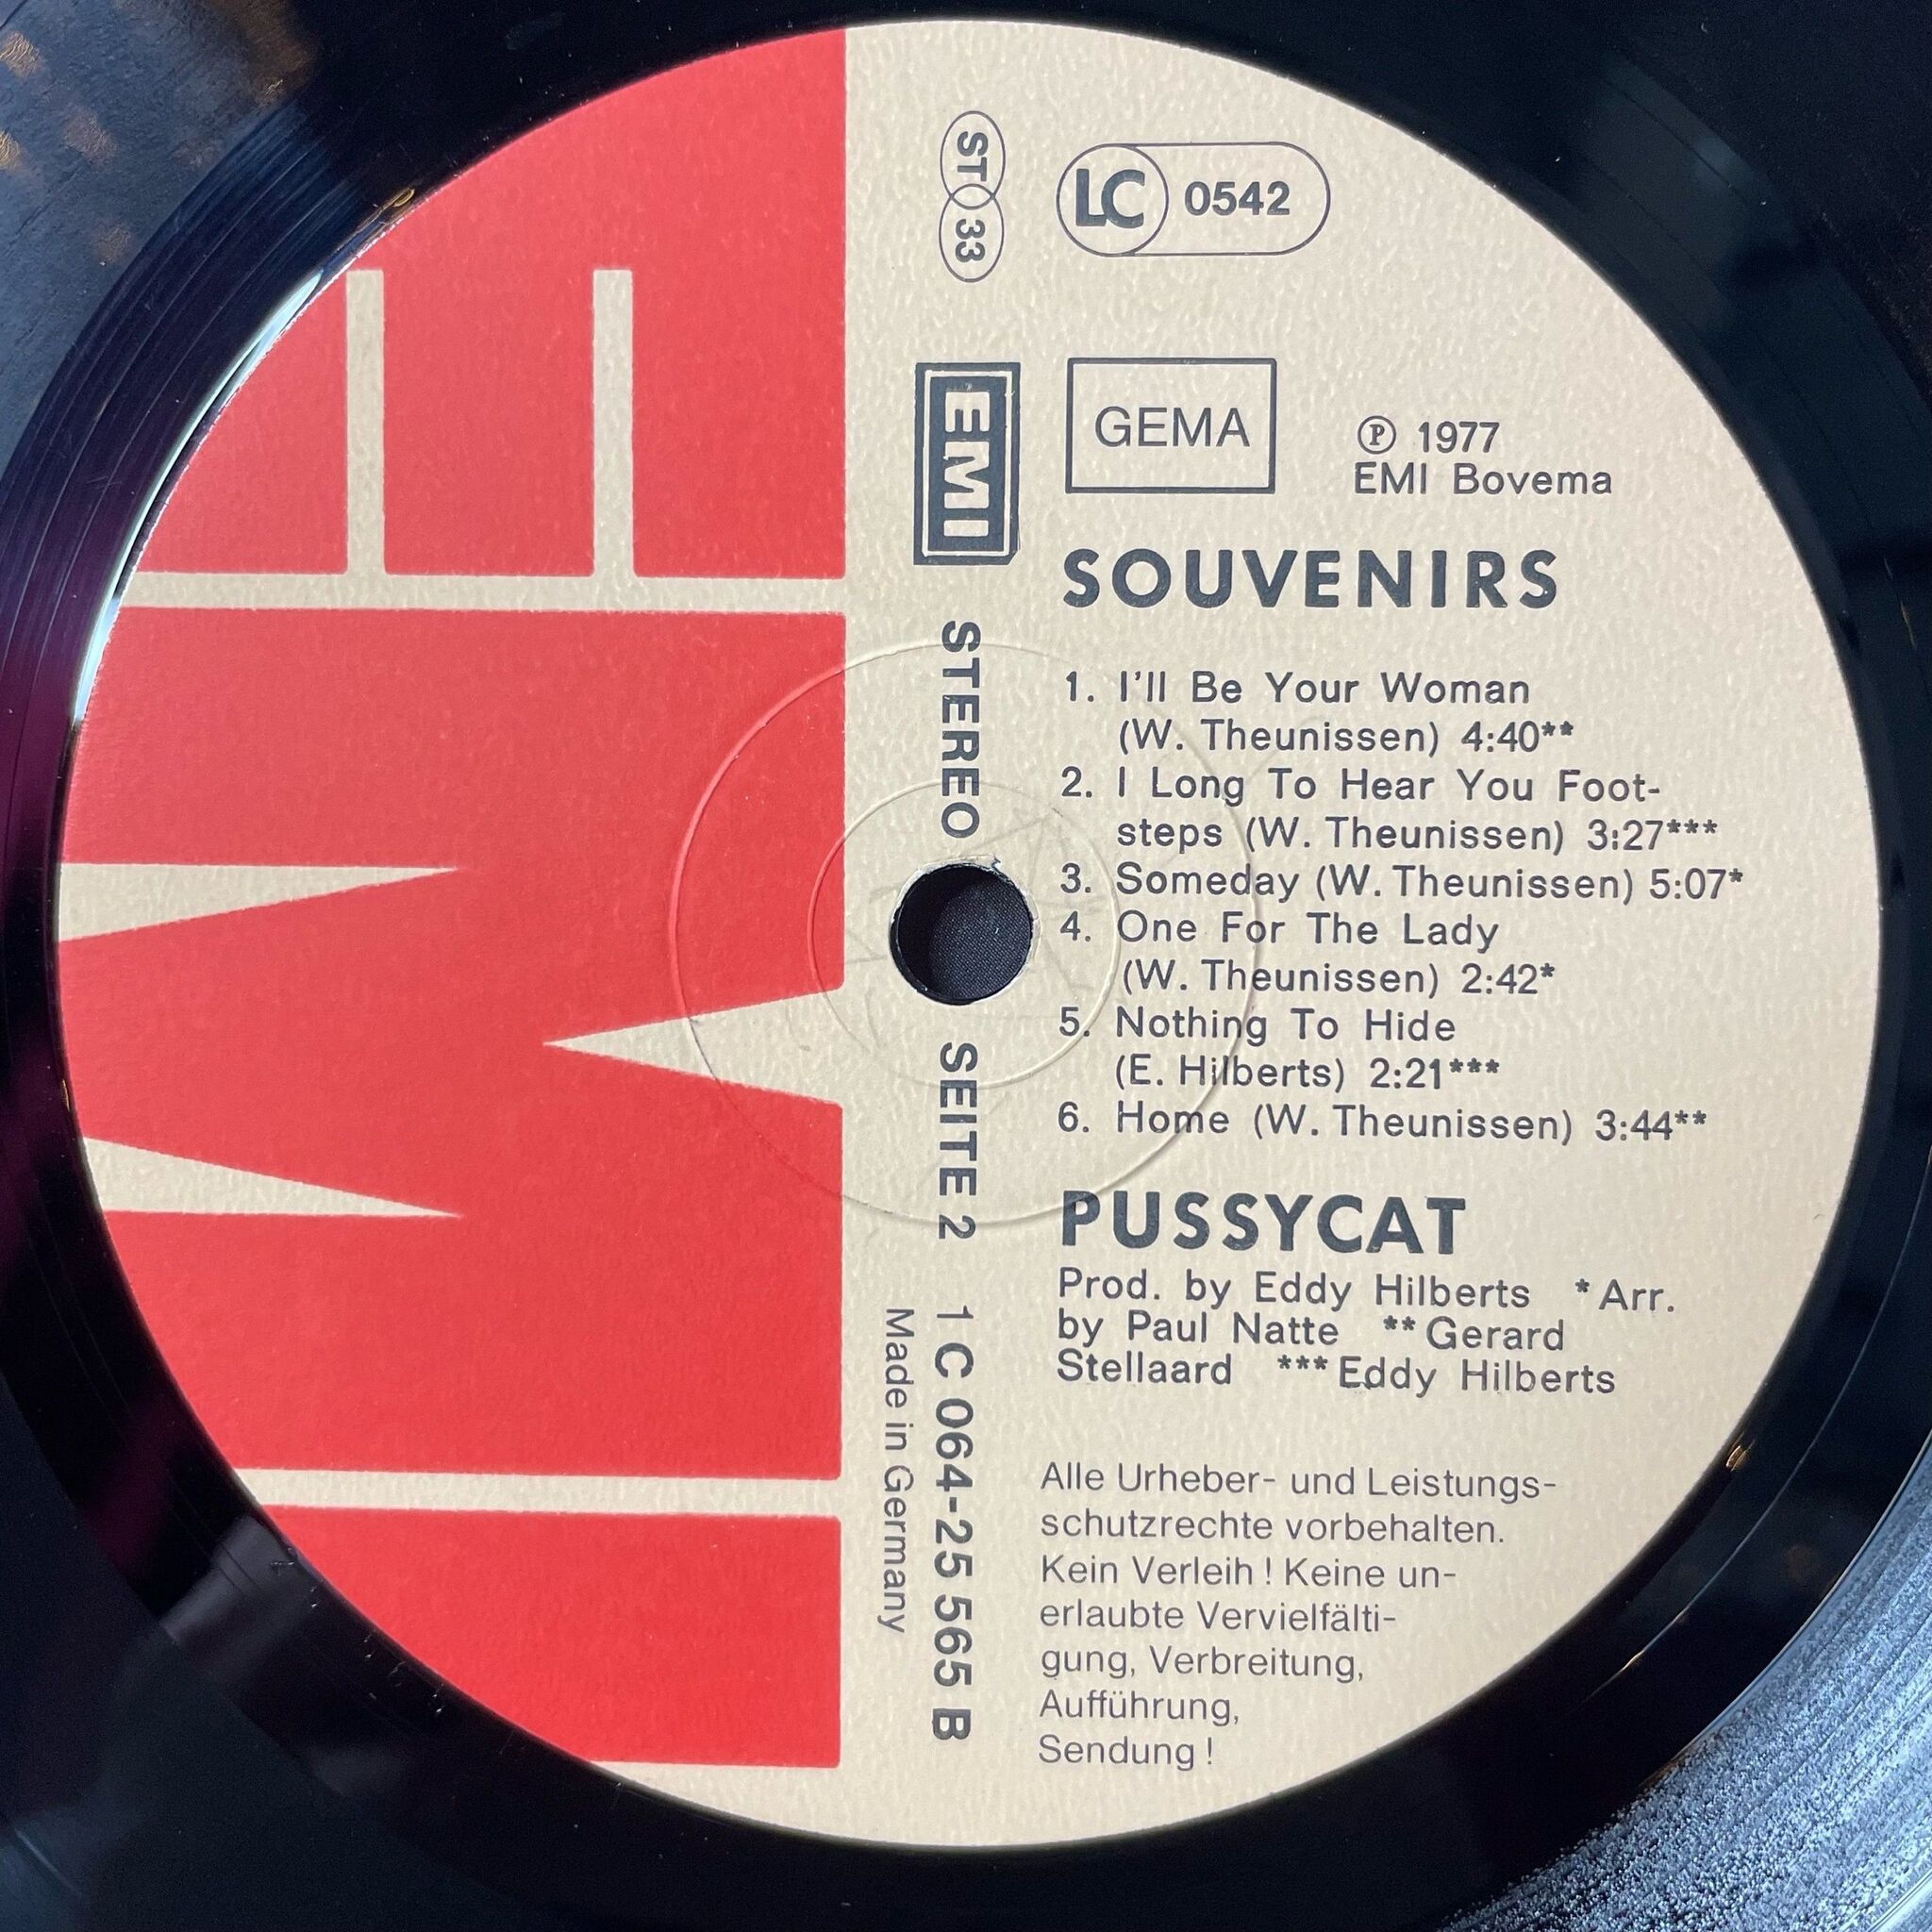 ST 33
LC 0542
EMI
GEMA
℗ 1977
EMI Bovema
SOUVENIRS
STEREO
1. I'll Be Your Woman
(W. Theunissen) 4:40**
2. I Long To Hear You Foot-
steps (W. Theunissen) 3:27***
3. Someday (W. Theunissen) 5:07*
4. One For The Lady
(W. Theunissen) 2:42*
5. Nothing To Hide
(E. Hilberts) 2:21***
6. Home (W. Theunissen) 3:44**
SEITE 2
PUSSYCAT
Prod. by Eddy Hilberts * Arr.
by Paul Natte ** Gerard
Stellaard *** Eddy Hilberts
1 C 064-25 565 B
Made in Germany
Alle Urheber- und Leistungs-
schutzrechte vorbehalten.
Kein Verleih ! Keine un-
erlaubte Vervielfälti-
gung, Verbreitung,
Aufführung,
Sendung !